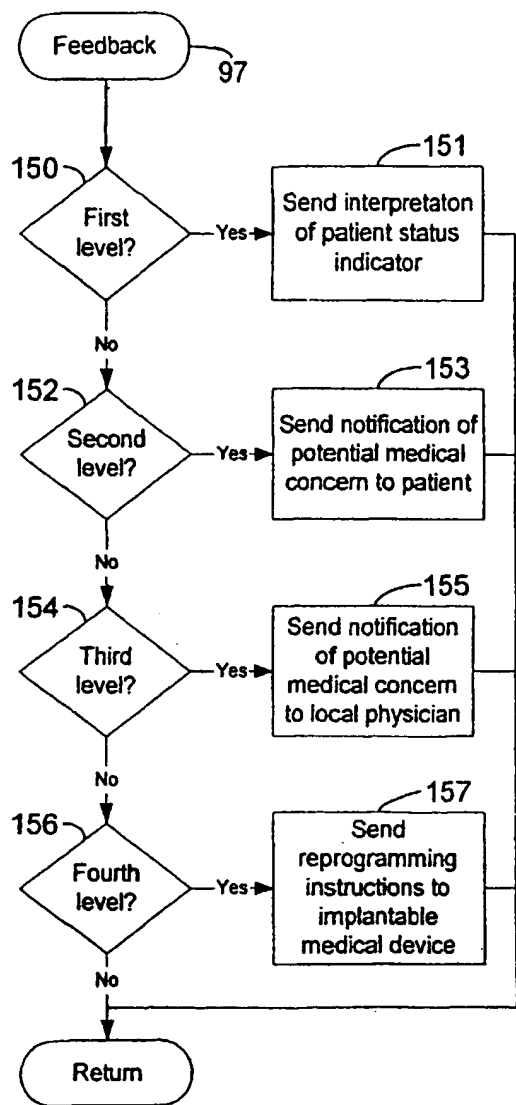 Feedback
97
150
First
level?
Yes
151
Send interpretaton
of patient status
indicator
No
152
Second
level?
Yes
153
Send notification of
potential medical
concern to patient
No
154
Third
level?
Yes
155
Send notification
of potential
medical concern
to local physician
No
156
Fourth
level?
Yes
157
Send
reprogramming
instructions to
implantable
medical device
No
Return